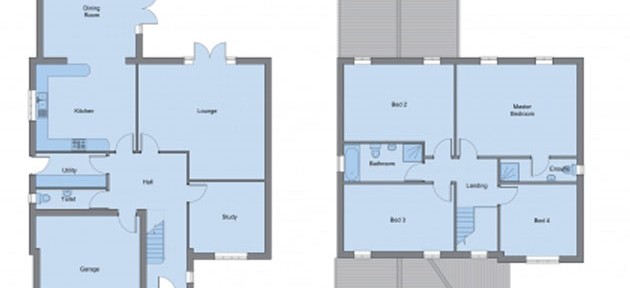 Dining
Room
Kitchen
Lounge
Utility
Toilet
Hall
Study
Garage
Bed 2
Master
Bedroom
Bathroom
Ensuite
Landing
Bed 3
Bed 4